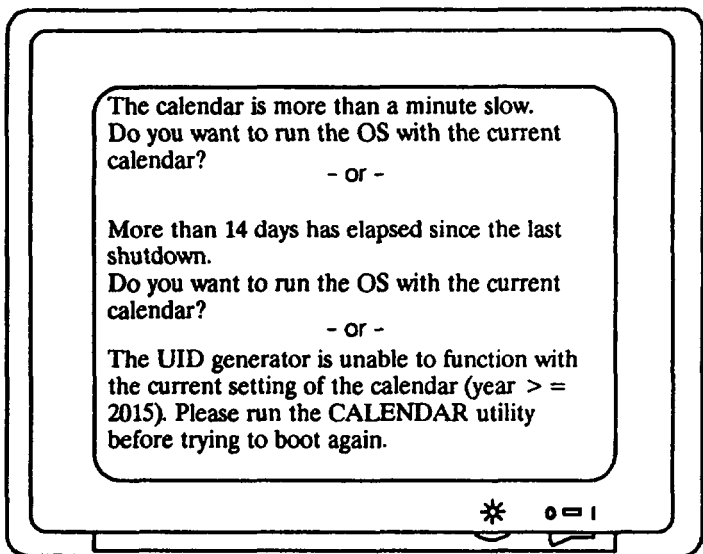 The calendar is more than a minute slow.
Do you want to run the OS with the current
calendar?
- or -
More than 14 days has elapsed since the last
shutdown.
Do you want to run the OS with the current
calendar?
- or -
The UID generator is unable to function with
the current setting of the calendar (year > =
2015). Please run the CALENDAR utility
before trying to boot again.
0 I